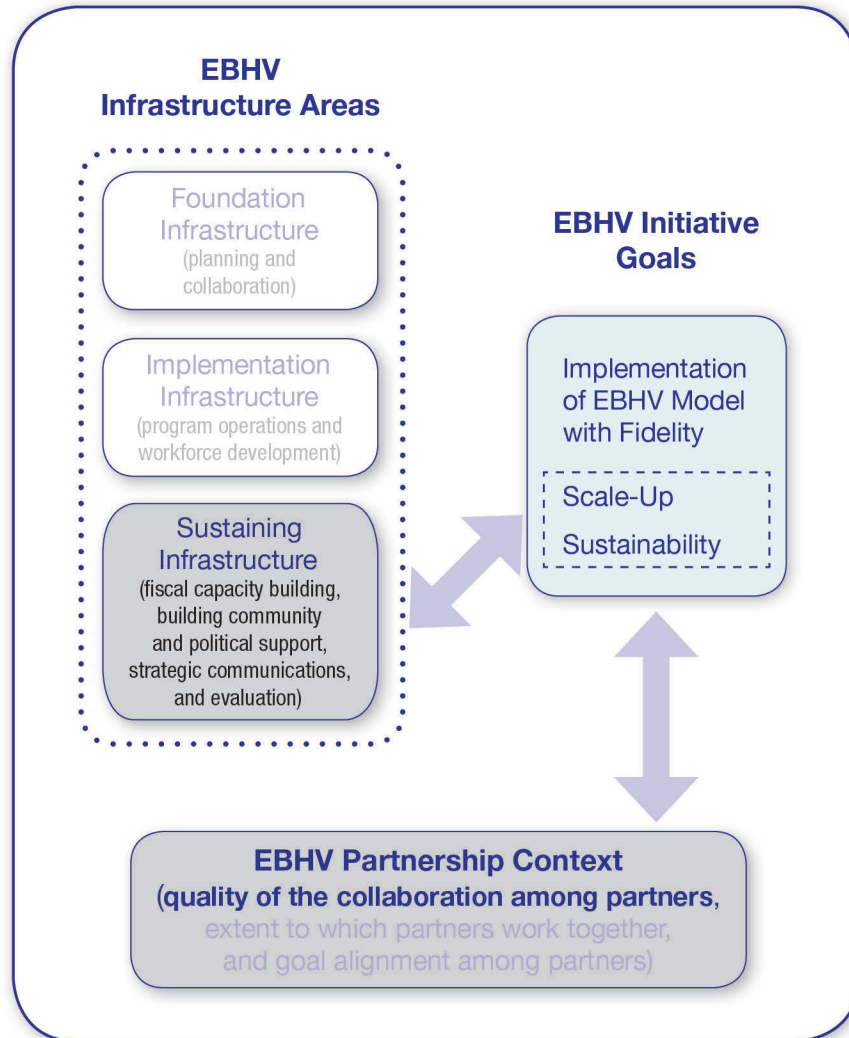 EBHV
Infrastructure Areas
Foundation
Infrastructure
(planning and
collaboration)
Implementation
Infrastructure
(program operations and
workforce development)
Sustaining
Infrastructure
(fiscal capacity building,
building community
and political support,
strategic communications,
and evaluation)
EBHV Initiative
Goals
Implementation
of EBHV Model
with Fidelity
Scale-Up
Sustainability
EBHV Partnership Context
(quality of the collaboration among partners,
extent to which partners work together,
and goal alignment among partners)